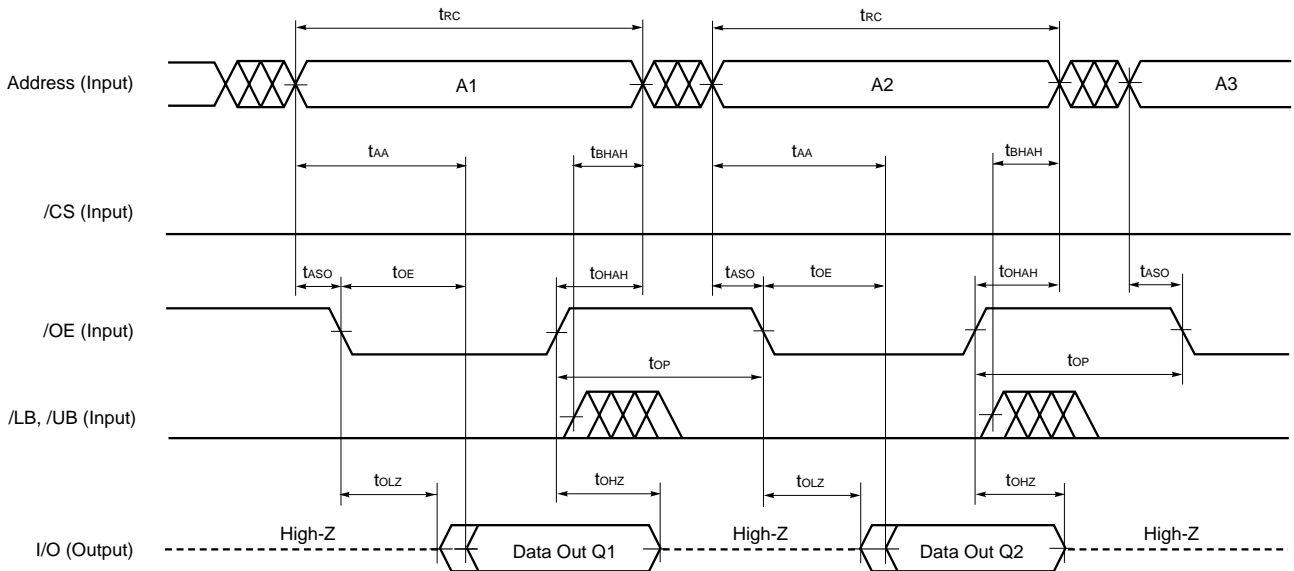 tRC tRC
Address (Input) A1 A2 A3
tAA tBHAH tAA tBHAH
/CS (Input)
tASO tOE tOHAH tASO tOE tOHAH tASO
/OE (Input)
tOP tOP
/LB, /UB (Input)
tOLZ tOHZ tOLZ tOHZ
High-Z High-Z High-Z
I/O (Output) Data Out Q1 Data Out Q2